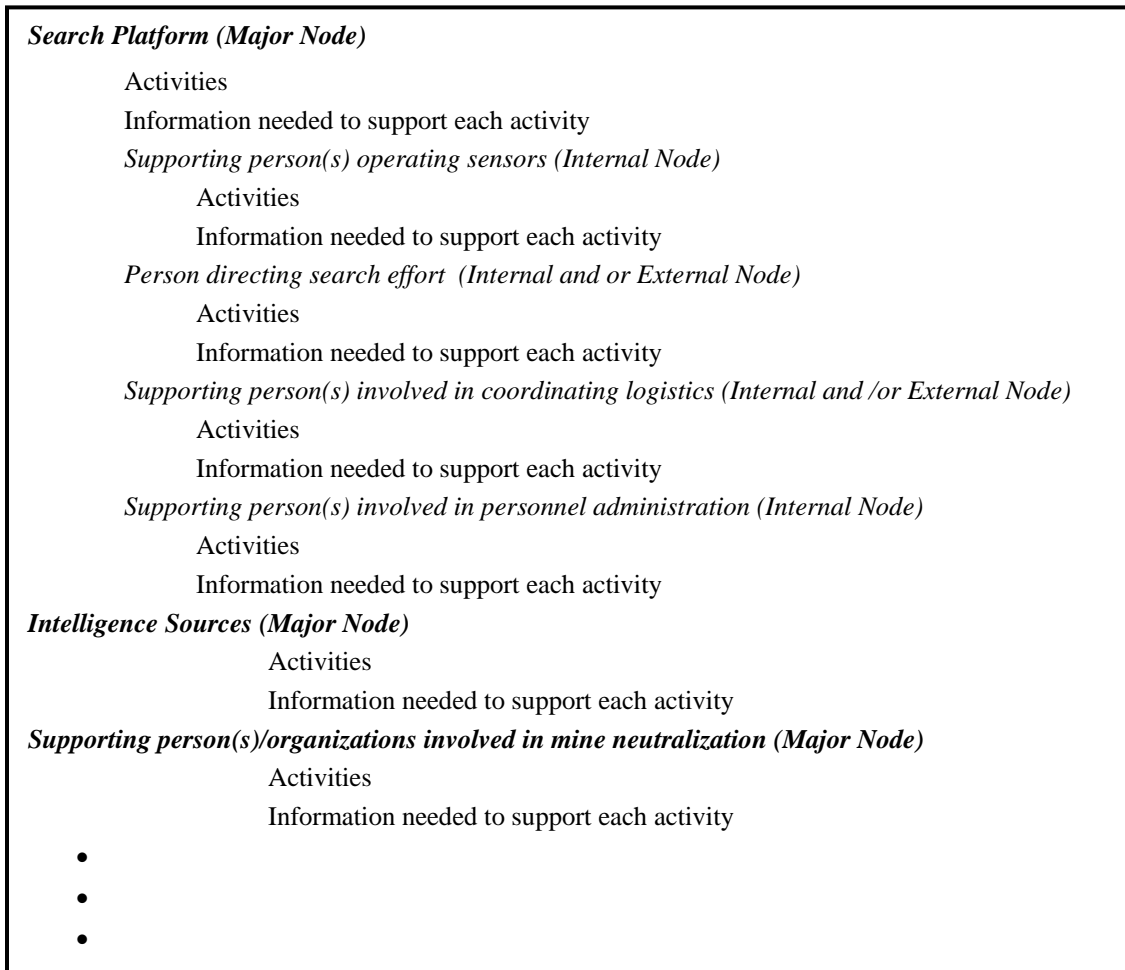 Search Platform (Major Node)
Activities
Information needed to support each activity
Supporting person(s) operating sensors (Internal Node)
Activities
Information needed to support each activity
Person directing search effort (Internal and or External Node)
Activities
Information needed to support each activity
Supporting person(s) involved in coordinating logistics (Internal and /or External Node)
Activities
Information needed to support each activity
Supporting person(s) involved in personnel administration (Internal Node)
Activities
Information needed to support each activity
Intelligence Sources (Major Node)
Activities
Information needed to support each activity
Supporting person(s)/organizations involved in mine neutralization (Major Node)
Activities
Information needed to support each activity
•
•
•